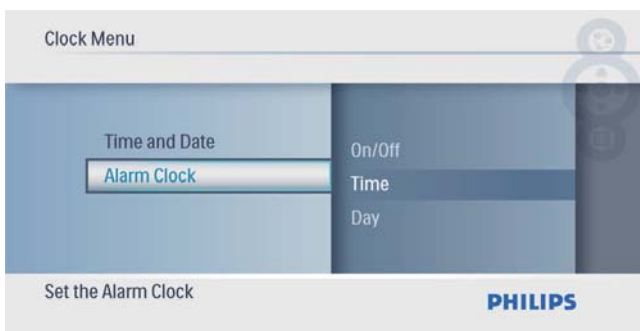 Clock Menu
Time and Date
Alarm Clock
On/Off
Time
Day
Set the Alarm Clock
PHILIPS